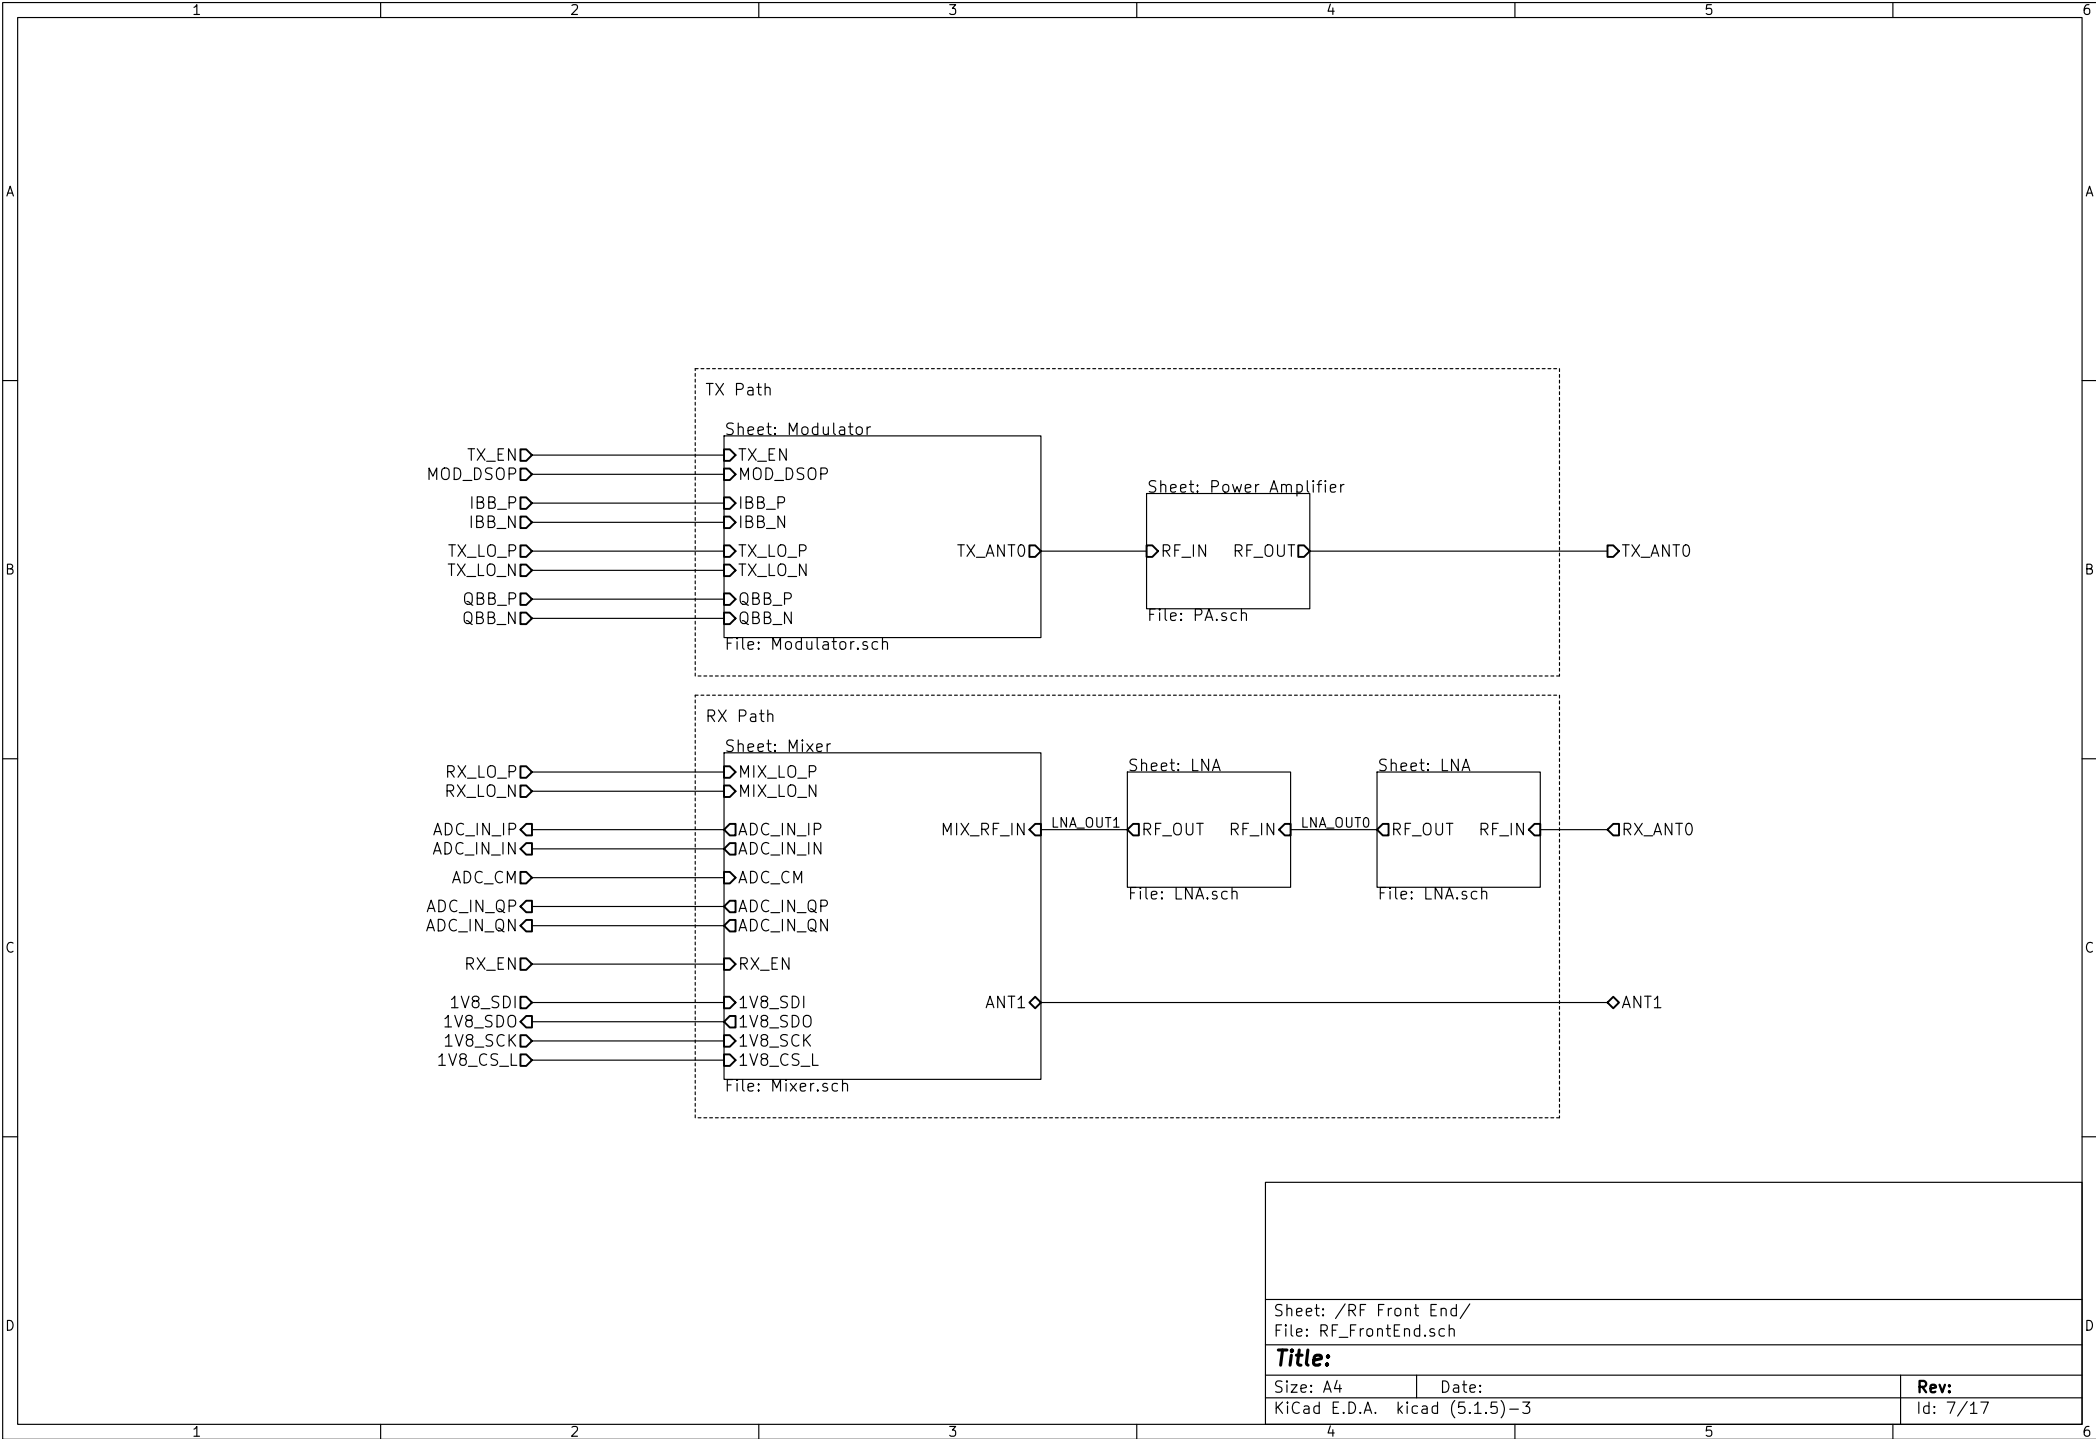 1 2 3 4 5 6
A A
TX Path
Sheet: Modulator
TX_EN TX_EN
MOD_DSOP MOD_DSOP
Sheet: Power Amplifier
IBB_P IBB_P
IBB_N IBB_N
TX_LO_P TX_LO_P TX_ANT0 RF_IN RF_OUT TX_ANT0
B TX_LO_N TX_LO_N B
QBB_P QBB_P
QBB_N QBB_N
File: PA.sch
File: Modulator.sch
RX Path
Sheet: Mixer
Sheet: LNA Sheet: LNA
RX_LO_P MIX_LO_P
RX_LO_N MIX_LO_N
ADC_IN_IP ADC_IN_IP MIX_RF_IN LNA_OUT1 RF_OUT RF_IN LNA_OUT0 RF_OUT RF_IN RX_ANT0
ADC_IN_IN ADC_IN_IN
ADC_CM ADC_CM
File: LNA.sch File: LNA.sch
ADC_IN_QP ADC_IN_QP
ADC_IN_QN ADC_IN_QN
C C
RX_EN RX_EN
1V8_SDI 1V8_SDI ANT1 ANT1
1V8_SDO 1V8_SDO
1V8_SCK 1V8_SCK
1V8_CS_L 1V8_CS_L
File: Mixer.sch
Sheet: /RF Front End/
D File: RF_FrontEnd.sch D
Title:
Size: A4 Date: Rev:
KiCad E.D.A. kicad (5.1.5)-3 Id: 7/17
1 2 3 4 5 6